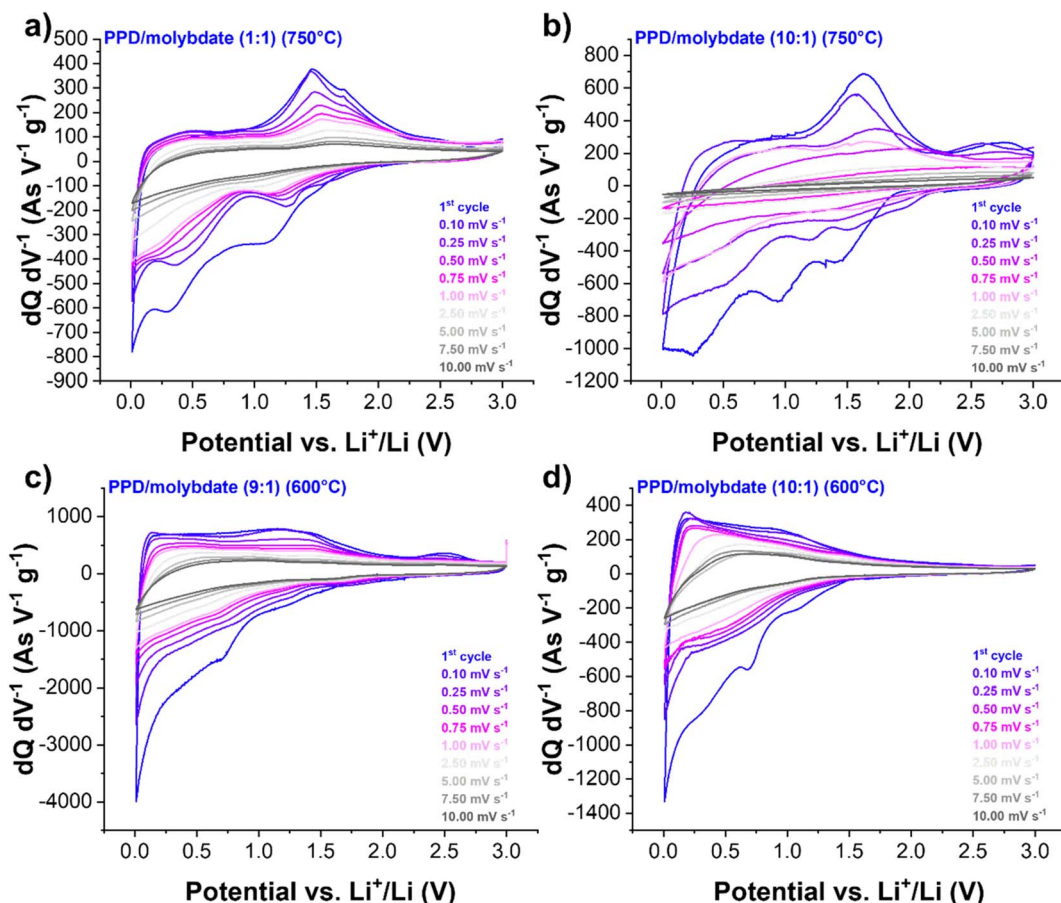 a)
PPD/molybdate (1:1) (750°C)
500
400
300
200
100
0
-100
-200
-300
-400
-500
-600
-700
-800
-900
dQ dV⁻¹ (As V⁻¹ g⁻¹)
1st cycle
0.10 mV s⁻¹
0.25 mV s⁻¹
0.50 mV s⁻¹
0.75 mV s⁻¹
1.00 mV s⁻¹
2.50 mV s⁻¹
5.00 mV s⁻¹
7.50 mV s⁻¹
10.00 mV s⁻¹
0.0 0.5 1.0 1.5 2.0 2.5 3.0
Potential vs. Li⁺/Li (V)
b)
PPD/molybdate (10:1) (750°C)
1000
800
600
400
200
0
-200
-400
-600
-800
-1000
-1200
dQ dV⁻¹ (As V⁻¹ g⁻¹)
1st cycle
0.10 mV s⁻¹
0.25 mV s⁻¹
0.50 mV s⁻¹
0.75 mV s⁻¹
1.00 mV s⁻¹
2.50 mV s⁻¹
5.00 mV s⁻¹
7.50 mV s⁻¹
10.00 mV s⁻¹
0.0 0.5 1.0 1.5 2.0 2.5 3.0
Potential vs. Li⁺/Li (V)
c)
PPD/molybdate (9:1) (600°C)
1000
0
-1000
-2000
-3000
-4000
dQ dV⁻¹ (As V⁻¹ g⁻¹)
1st cycle
0.10 mV s⁻¹
0.25 mV s⁻¹
0.50 mV s⁻¹
0.75 mV s⁻¹
1.00 mV s⁻¹
2.50 mV s⁻¹
5.00 mV s⁻¹
7.50 mV s⁻¹
10.00 mV s⁻¹
0.0 0.5 1.0 1.5 2.0 2.5 3.0
Potential vs. Li⁺/Li (V)
d)
PPD/molybdate (10:1) (600°C)
400
200
0
-200
-400
-600
-800
-1000
-1200
-1400
dQ dV⁻¹ (As V⁻¹ g⁻¹)
1st cycle
0.10 mV s⁻¹
0.25 mV s⁻¹
0.50 mV s⁻¹
0.75 mV s⁻¹
1.00 mV s⁻¹
2.50 mV s⁻¹
5.00 mV s⁻¹
7.50 mV s⁻¹
10.00 mV s⁻¹
0.0 0.5 1.0 1.5 2.0 2.5 3.0
Potential vs. Li⁺/Li (V)